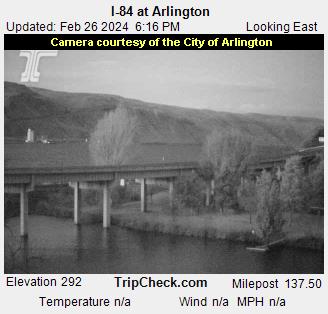 I-84 at Arlington
Updated: Feb 26 2024 6:16 PM Looking East
Camera courtesy of the City of Arlington
Elevation 292 TripCheck.com Milepost 137.50
Temperature n/a Wind n/a MPH n/a